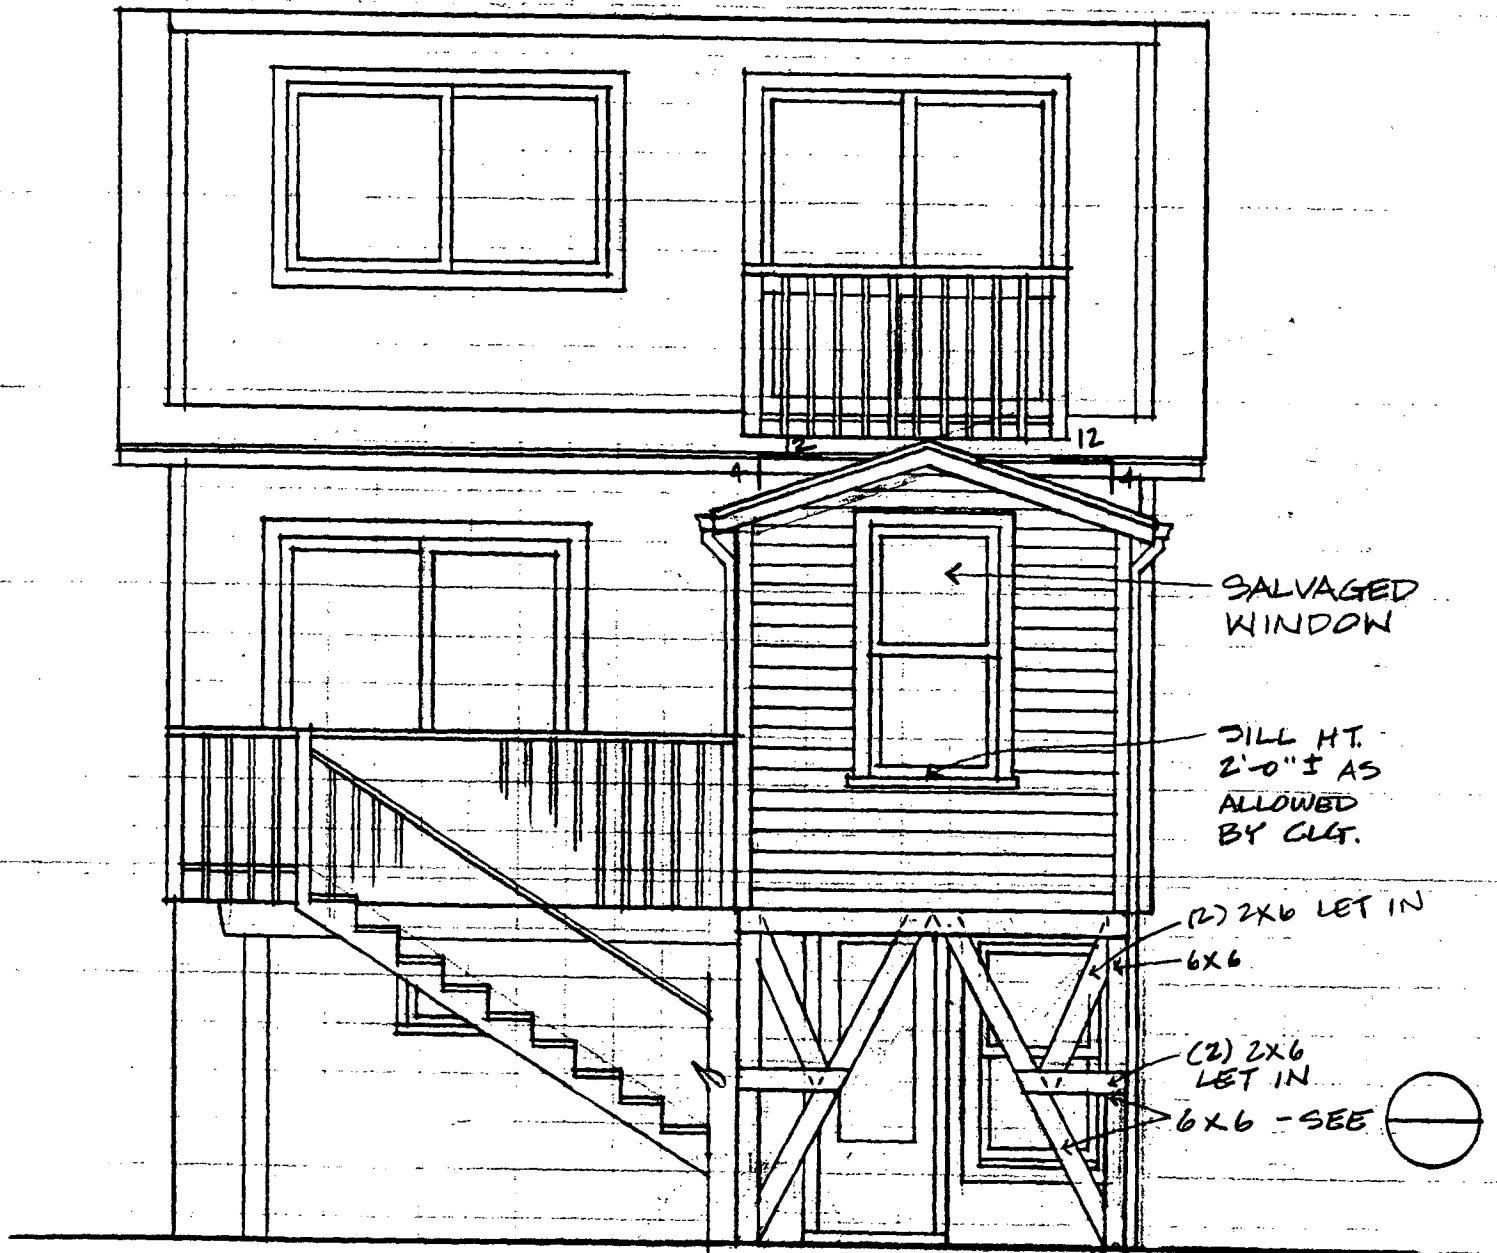 12
12
4
4
SALVAGED
WINDOW
SILL HT.
2'-0"± AS
ALLOWED
BY CLG.
(2) 2X6 LET IN
6X6
(2) 2X6
LET IN
6X6 - SEE